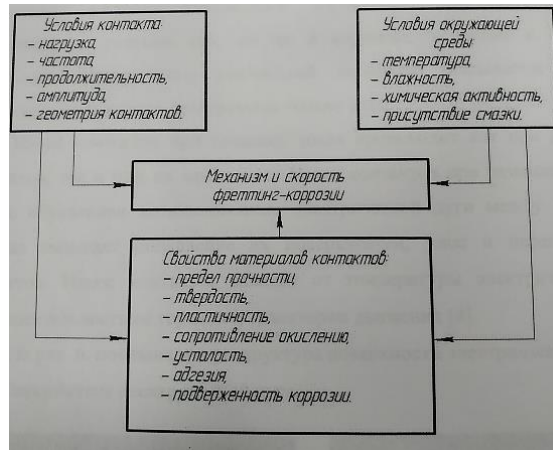 Условия контакта:
– нагрузка,
– частота,
– продолжительность,
– амплитуда,
– геометрия контактов.
Условия окружающей
среды:
– температура,
– влажность,
– химическая активность,
– присутствие смазки.
Механизм и скорость
фреттинг-коррозии
Свойство материалов контактов:
– предел прочности,
– твердость,
– пластичность,
– сопротивление окислению,
– усталость,
– адгезия,
– подверженность коррозии.